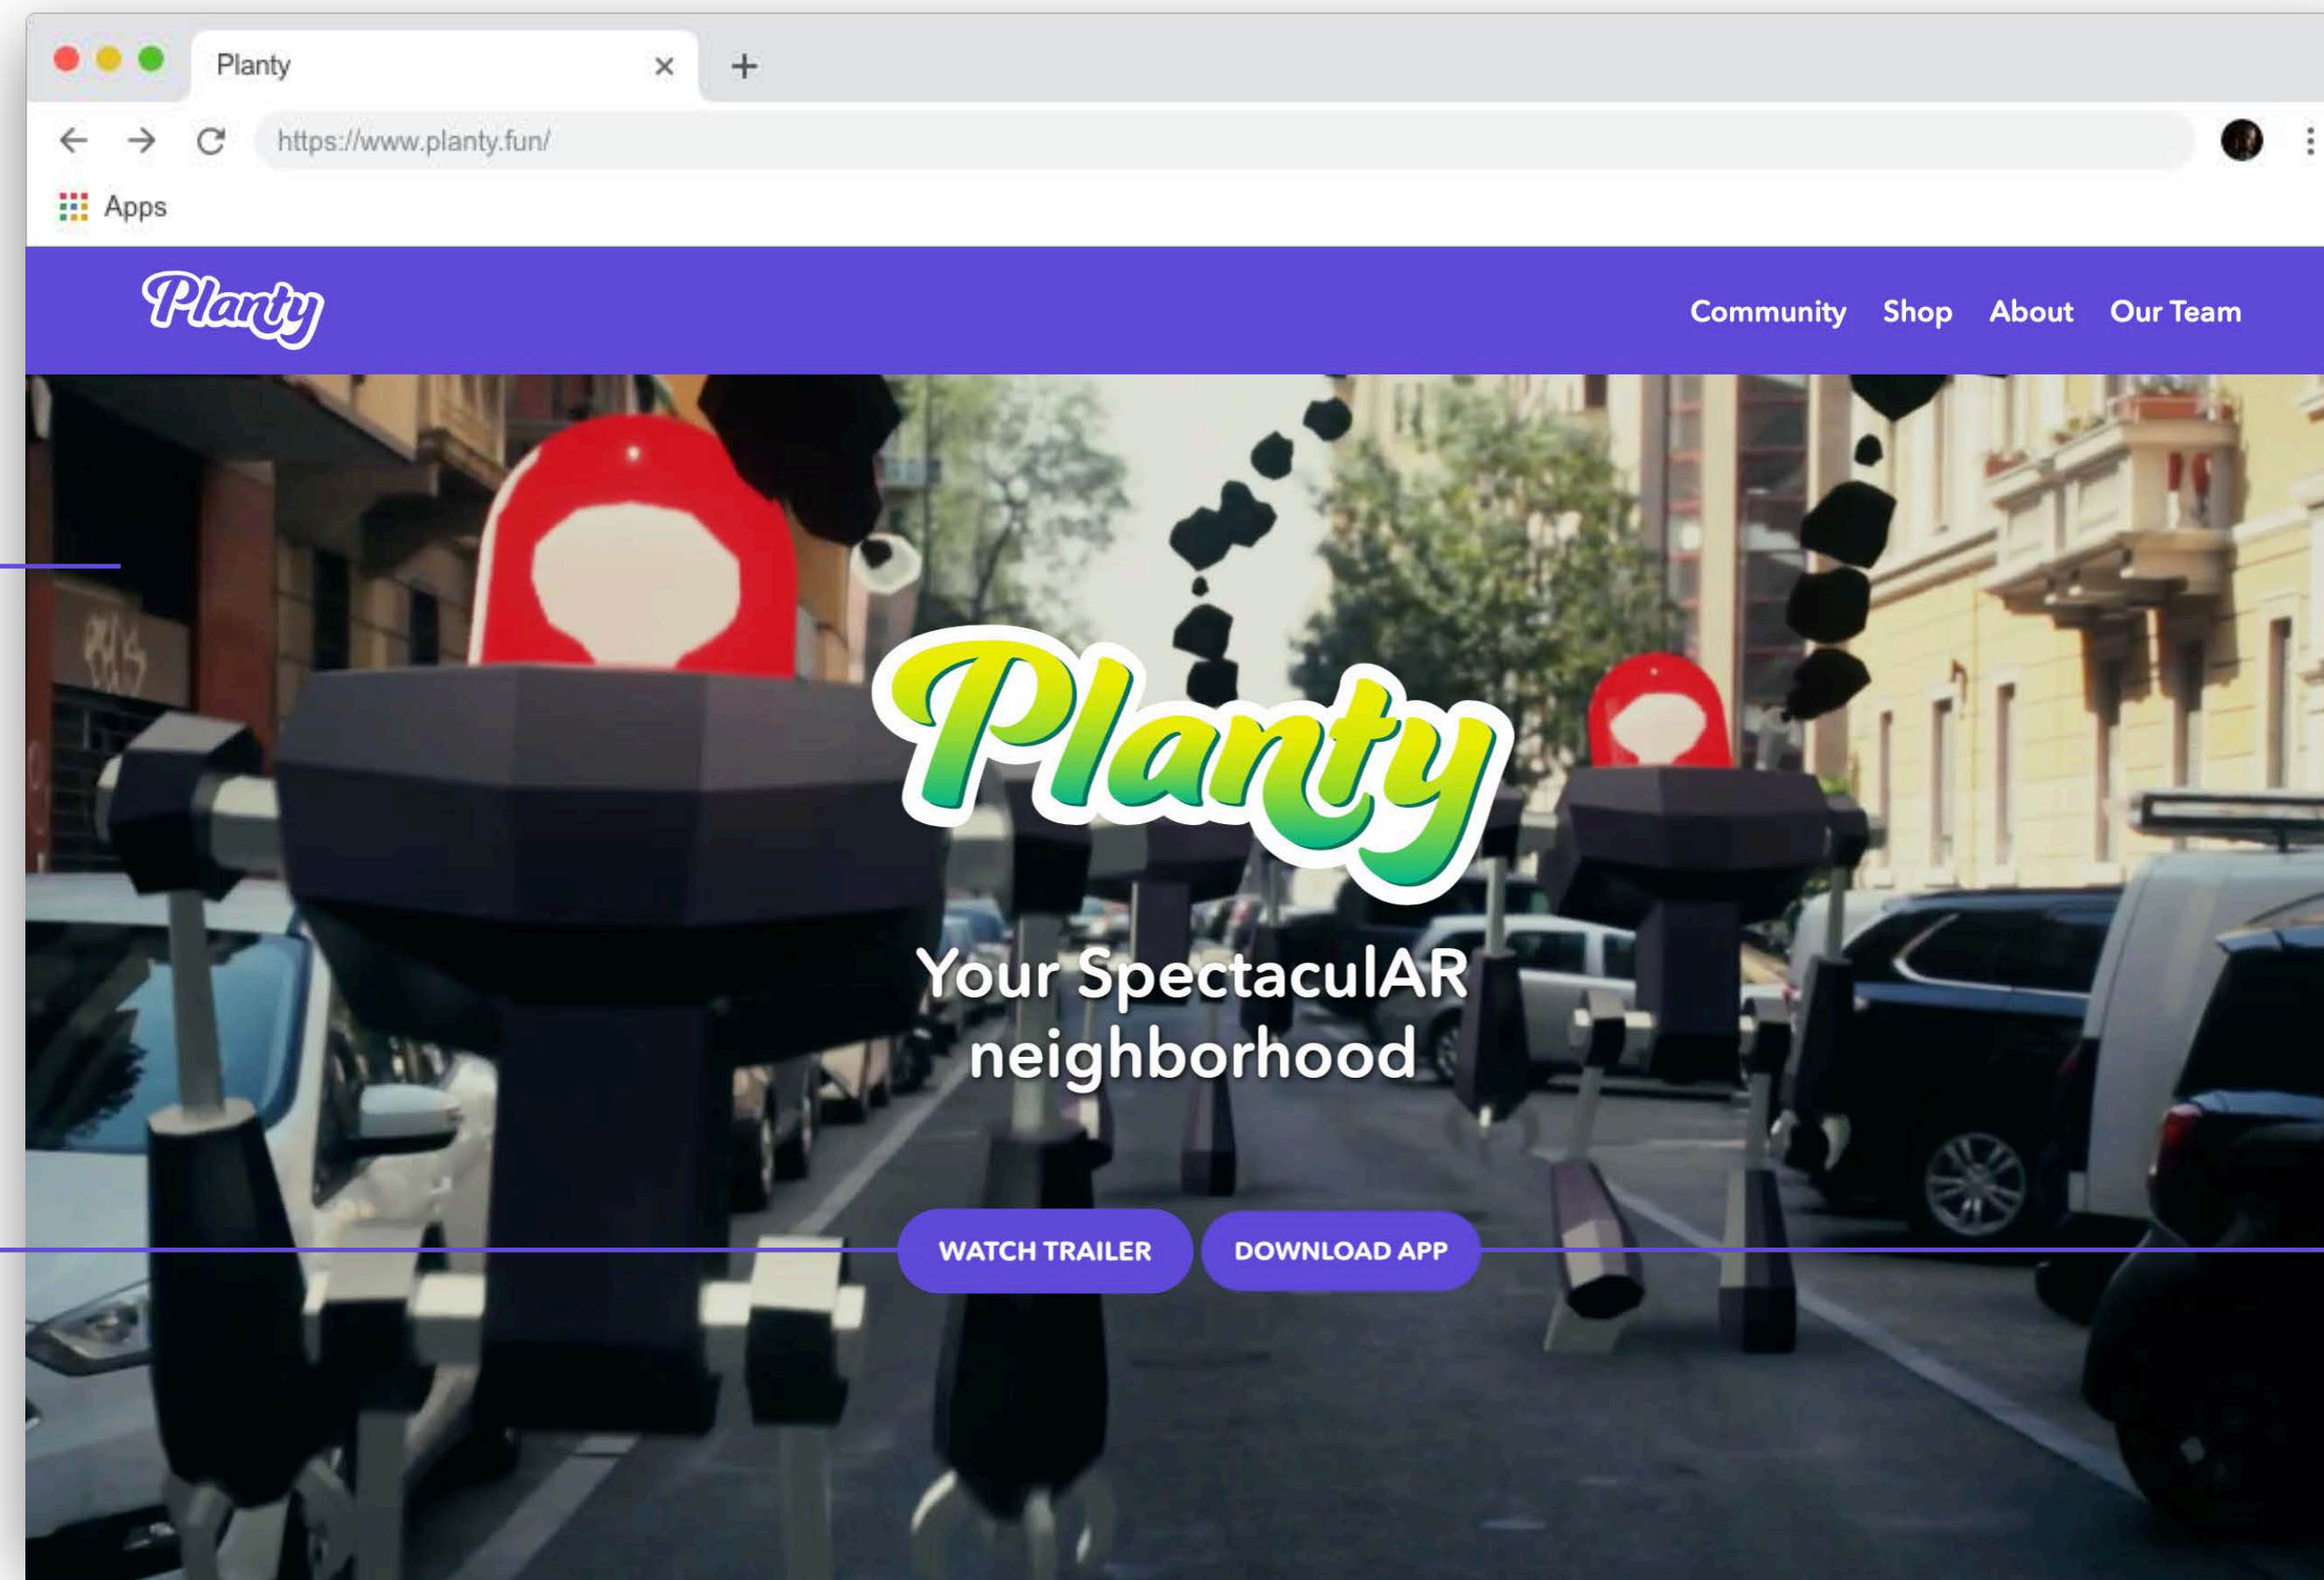 Planty
https://www.planty.fun/
Apps
Planty
Community Shop About Our Team
Planty
Your SpectaculAR
neighborhood
WATCH TRAILER
DOWNLOAD APP